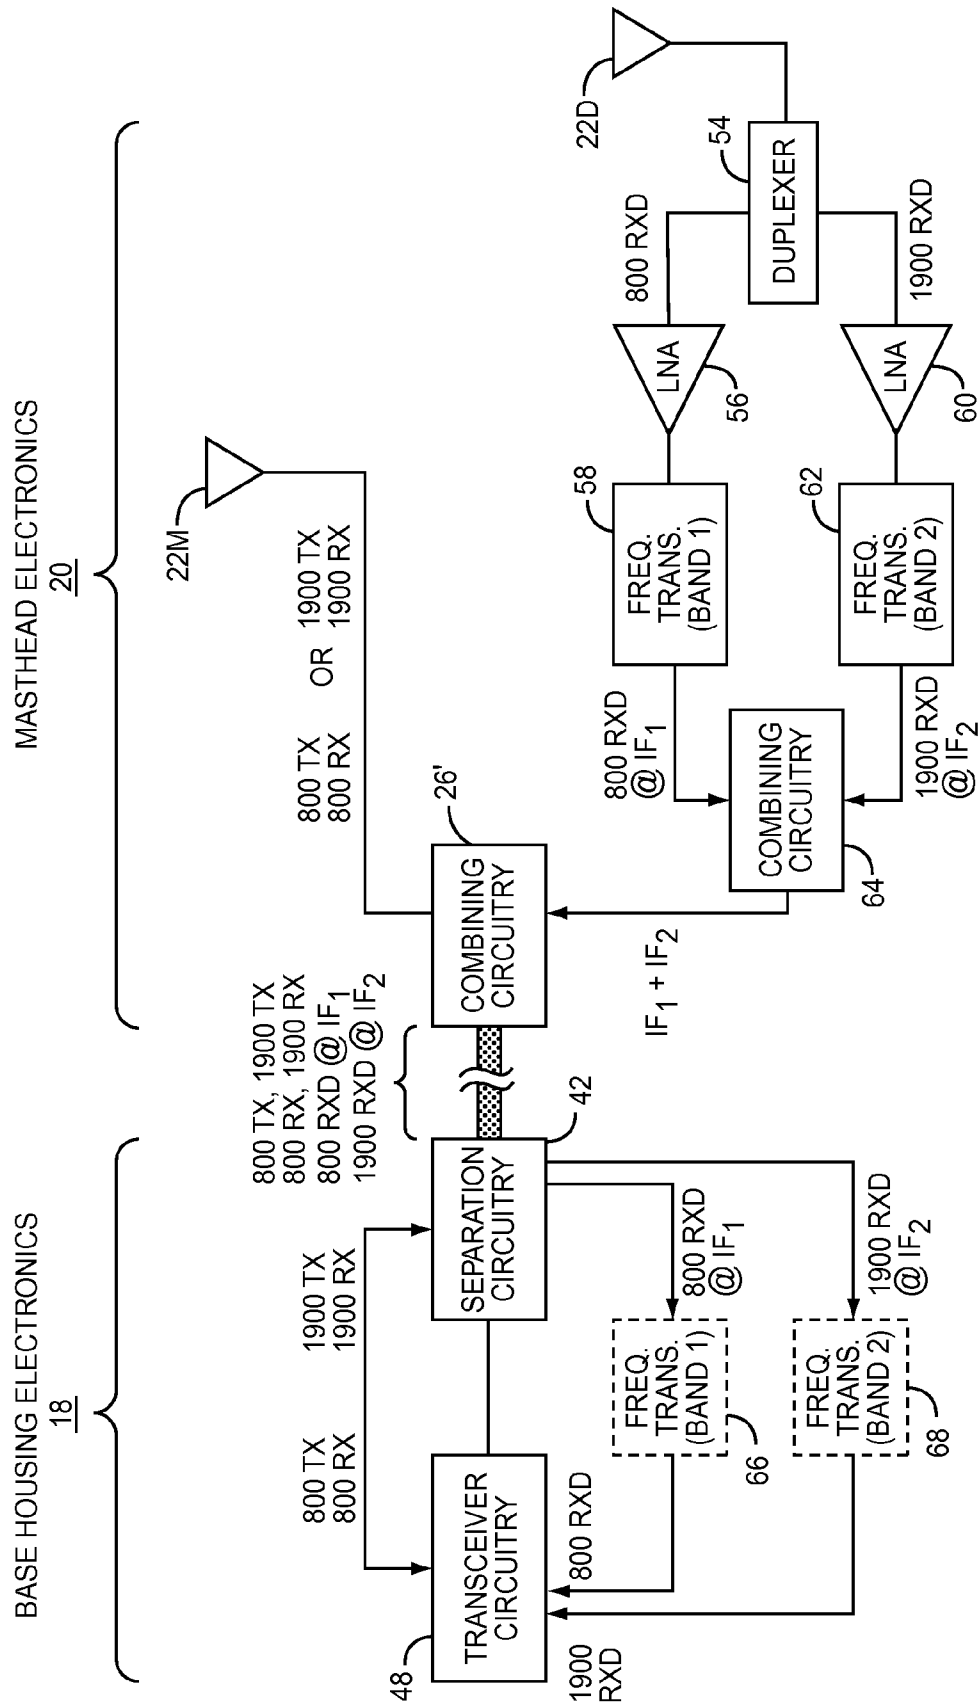 BASE HOUSING ELECTRONICS
18
MASTHEAD ELECTRONICS
20
22M
800 TX
800 RX
OR
1900 TX
1900 RX
800 TX
800 RX
1900 TX
1900 RX
800 TX, 1900 TX
800 RX, 1900 RX
800 RXD @ IF1
1900 RXD @ IF2
48
TRANSCEIVER
CIRCUITRY
SEPARATION
CIRCUITRY
42
COMBINING
CIRCUITRY
26'
1900
RXD
800 RXD
FREQ.
TRANS.
(BAND 1)
66
800 RXD
@ IF1
FREQ.
TRANS.
(BAND 2)
68
1900 RXD
@ IF2
IF1 + IF2
COMBINING
CIRCUITRY
64
800 RXD
@ IF1
1900 RXD
@ IF2
FREQ.
TRANS.
(BAND 1)
58
FREQ.
TRANS.
(BAND 2)
62
LNA
56
LNA
60
800 RXD
1900 RXD
DUPLEXER
54
22D